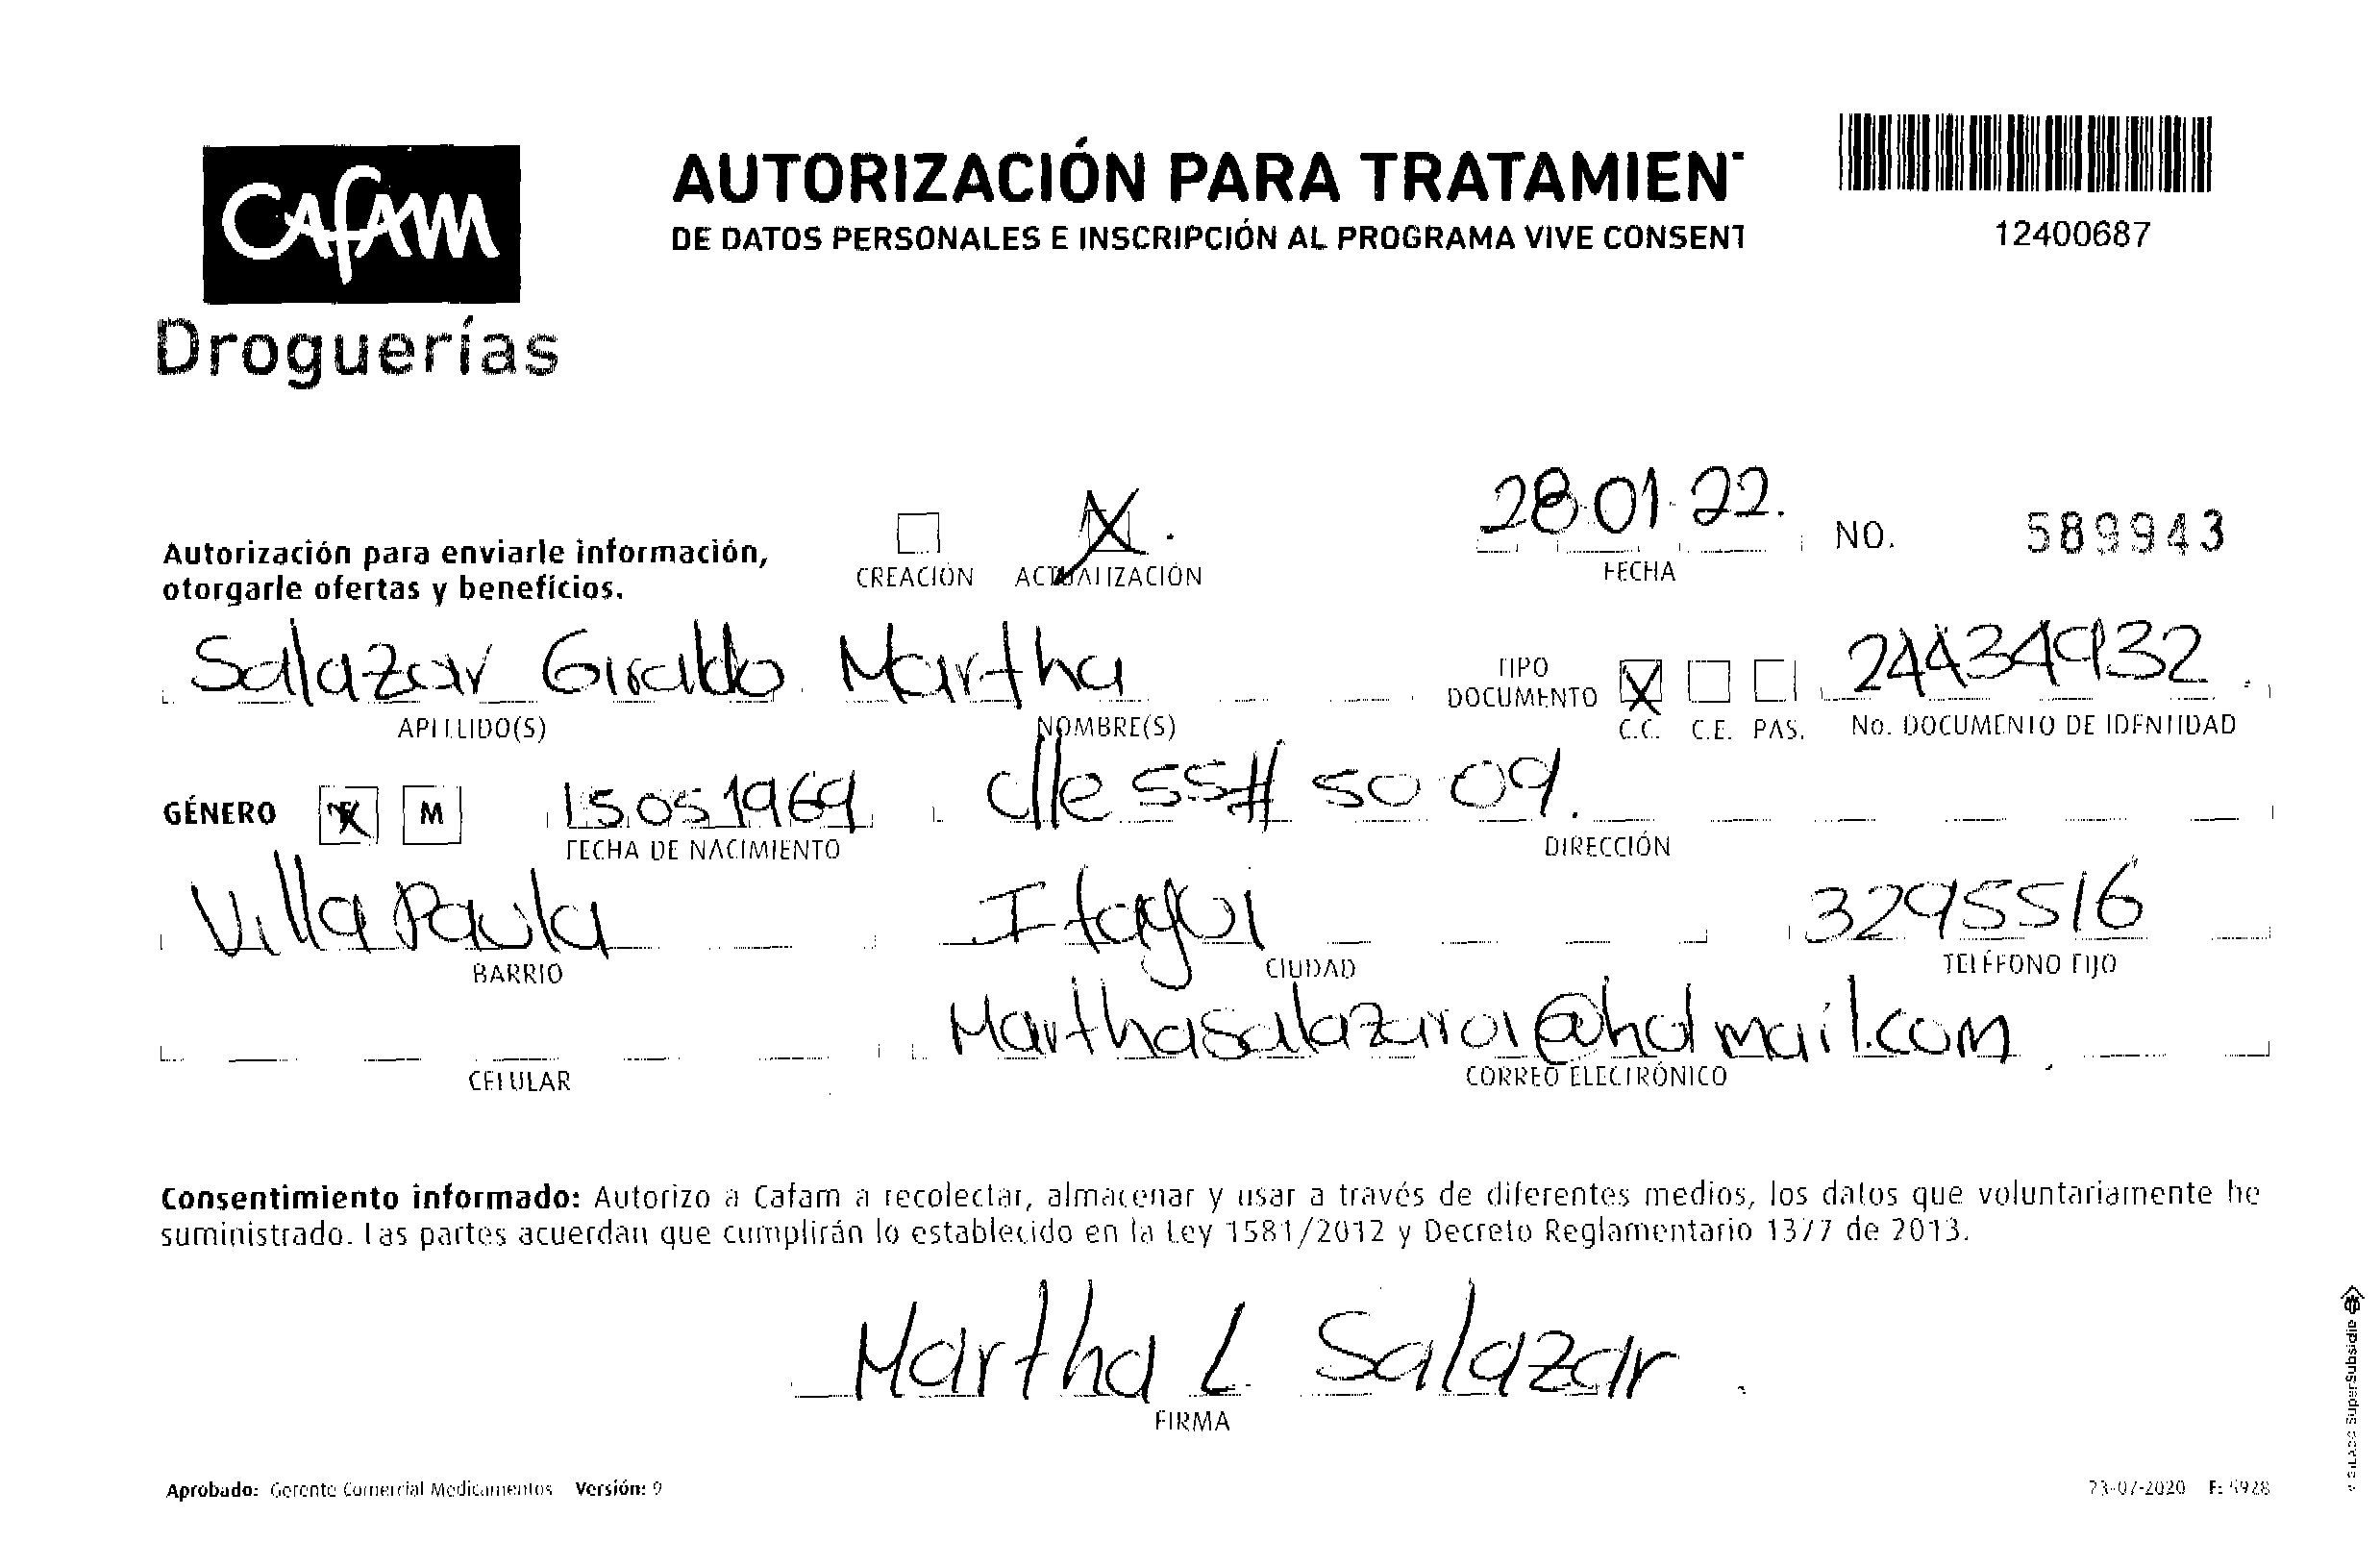 Cafam
Droguerías
AUTORIZACIÓN PARA TRATAMIEN
DE DATOS PERSONALES E INSCRIPCIÓN AL PROGRAMA VIVE CONSENT
12400687
Autorización para enviarle información,
otorgarle ofertas y beneficios.
CREACIÓN X ACTUALIZACIÓN
28 01 22.
FECHA
NO. 589943
Salazar Giraldo Martha
APELLIDO(S) NOMBRE(S)
TIPO
DOCUMENTO X
C.C. C.E. PAS.
24434932
No. DOCUMENTO DE IDENTIDAD
GÉNERO X M
15 05 1969
FECHA DE NACIMIENTO
Clle 55 # 50 09.
DIRECCIÓN
Villa Paula
BARRIO
Itagui
CIUDAD
3295516
TELÉFONO FIJO
CELULAR
Marthasalazar01@hotmail.com
CORREO ELECTRÓNICO
Consentimiento informado: Autorizo a Cafam a recolectar, almacenar y usar a través de diferentes medios, los datos que voluntariamente he
suministrado. Las partes acuerdan que cumplirán lo establecido en la Ley 1581/2012 y Decreto Reglamentario 1377 de 2013.
Martha L Salazar
FIRMA
Aprobado: Gerente Comercial Medicamentos Versión: 9
23-07-2020 F: 5928
VIGILADO SuperSubsidio